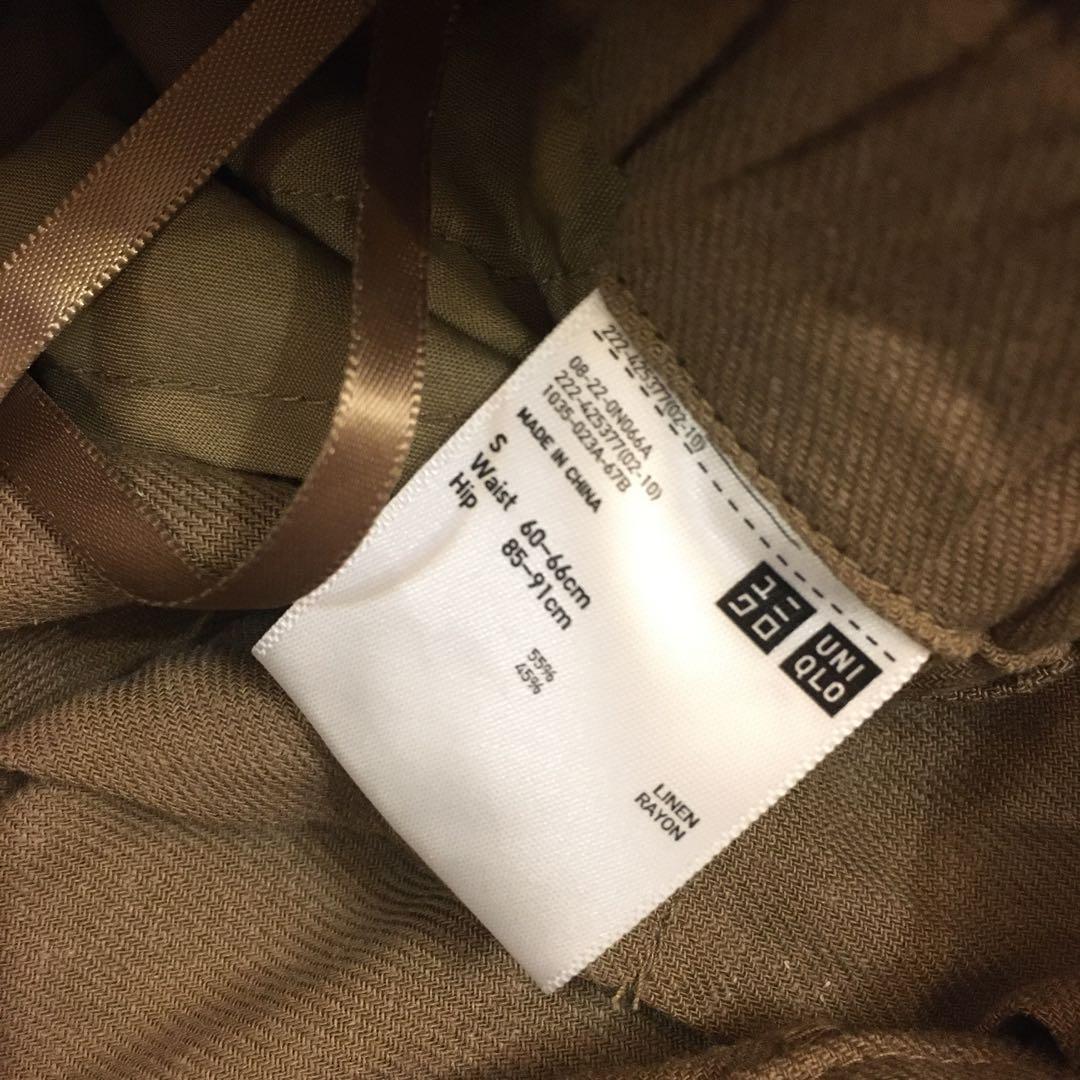 222-425377(02-10)
08-22-0N066A
222-425377(02-10)
1035-023A-67B
MADE IN CHINA
S
Waist 60-66cm
Hip 85-91cm
55% LINEN
45% RAYON
ユニクロ
UNI
QLO